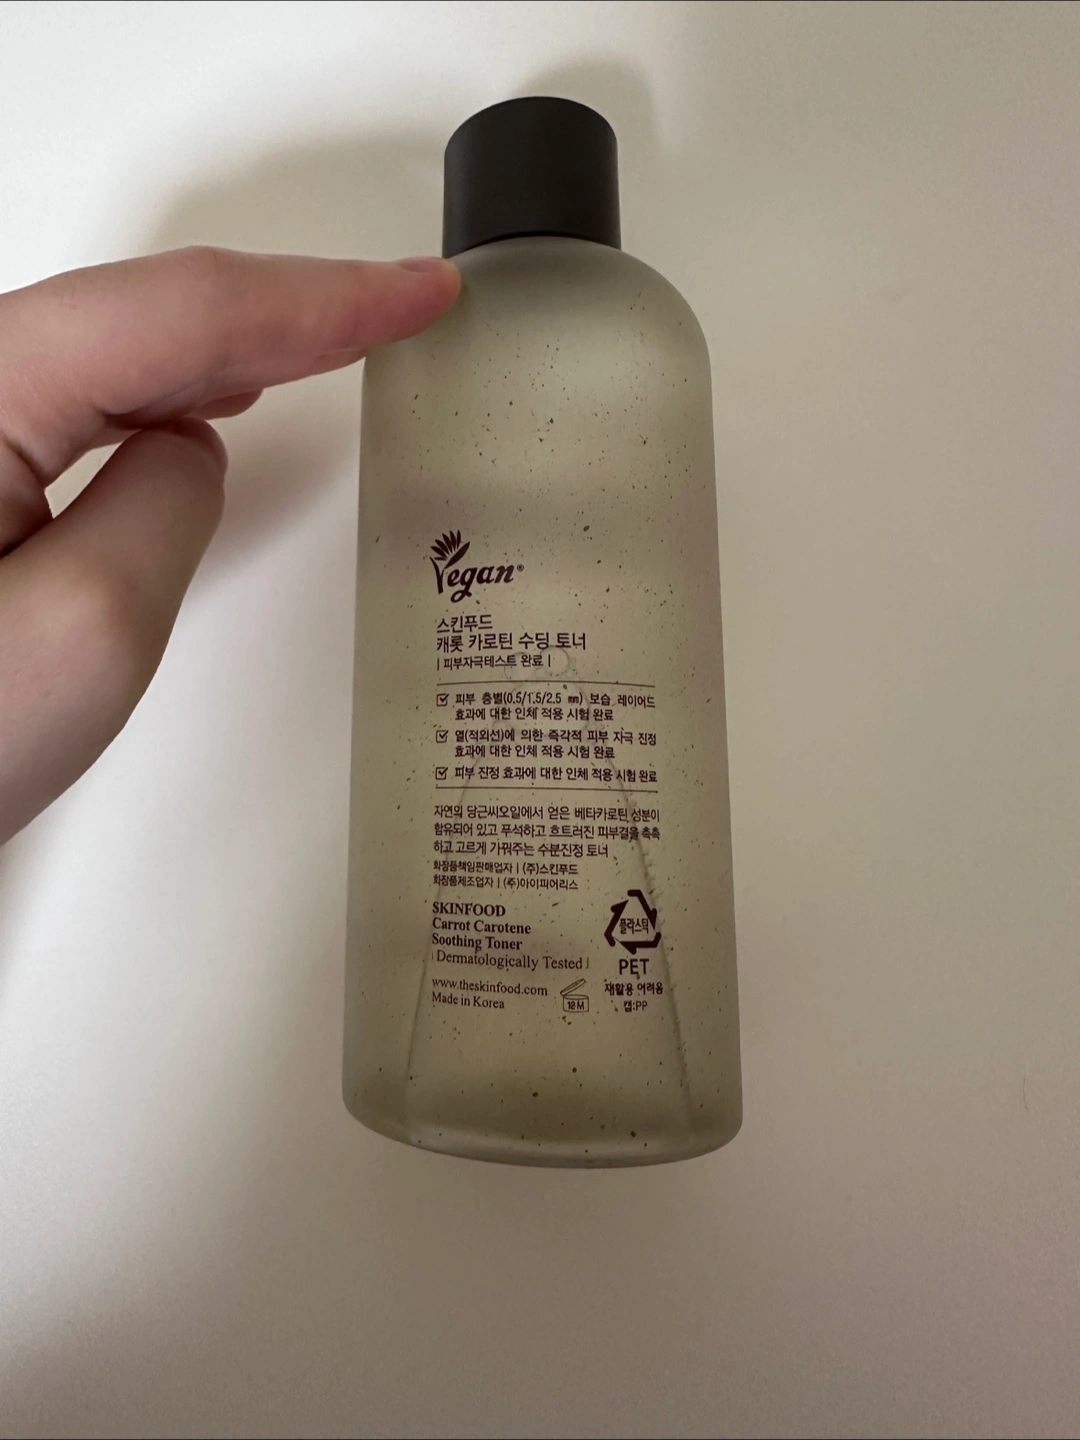 Vegan®
스킨푸드
캐롯 카로틴 수딩 토너
| 피부자극테스트 완료 |
피부 층별(0.5/1.5/2.5 ㎜) 보습 레이어드
효과에 대한 인체 적용 시험 완료
열(적외선)에 의한 즉각적 피부 자극 진정
효과에 대한 인체 적용 시험 완료
피부 진정 효과에 대한 인체 적용 시험 완료
자연의 당근씨오일에서 얻은 베타카로틴 성분이
함유되어 있고 푸석하고 흐트러진 피부결을 촉촉
하고 고르게 가꿔주는 수분진정 토너
화장품책임판매업자 | (주)스킨푸드
화장품제조업자 | (주)아이피어리스
SKINFOOD
Carrot Carotene
Soothing Toner
| Dermatologically Tested |
www.theskinfood.com
Made in Korea
12M
플라스틱
PET
재활용 어려움
캡:PP